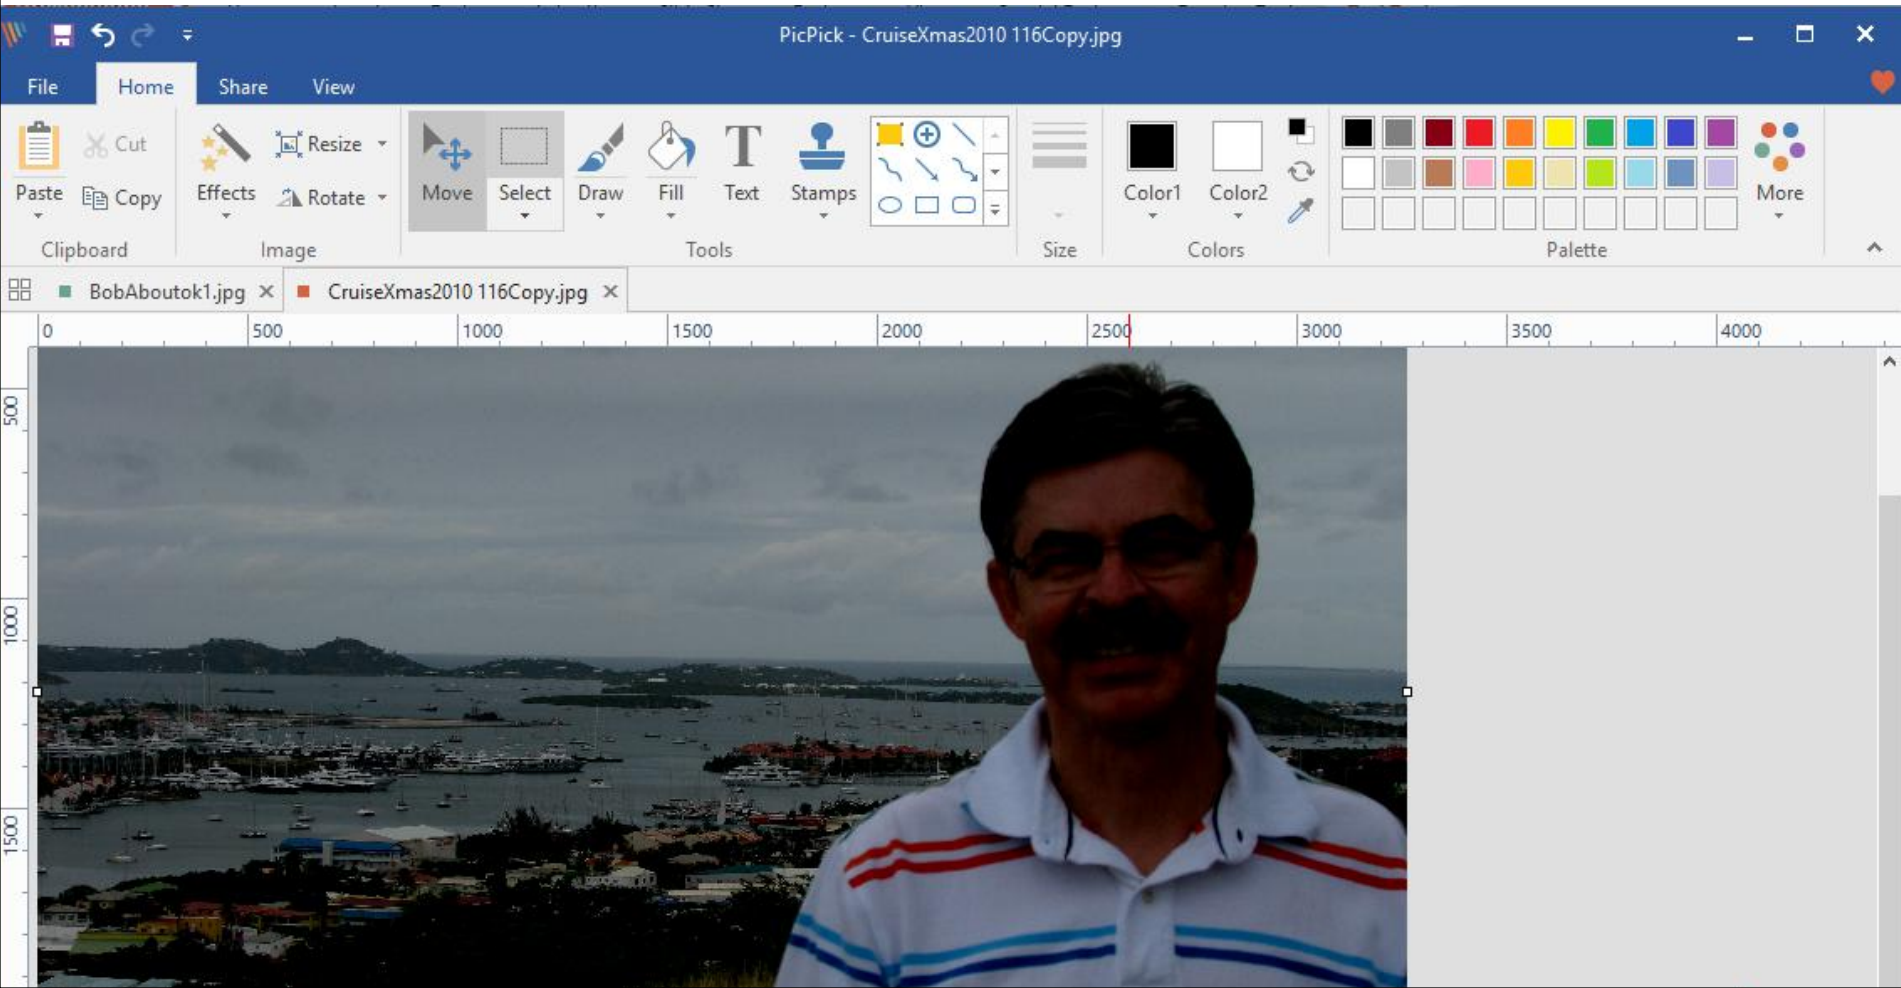 PicPick - CruiseXmas2010 116Copy.jpg
File Home Share View
Paste
Cut
Copy
Clipboard
Effects
Resize
Rotate
Image
Move
Select
Draw
Fill
Text
Stamps
Tools
Size
Color1
Color2
Colors
More
Palette
BobAboutok1.jpg CruiseXmas2010 116Copy.jpg
0 500 1000 1500 2000 2500 3000 3500 4000
500
1000
1500